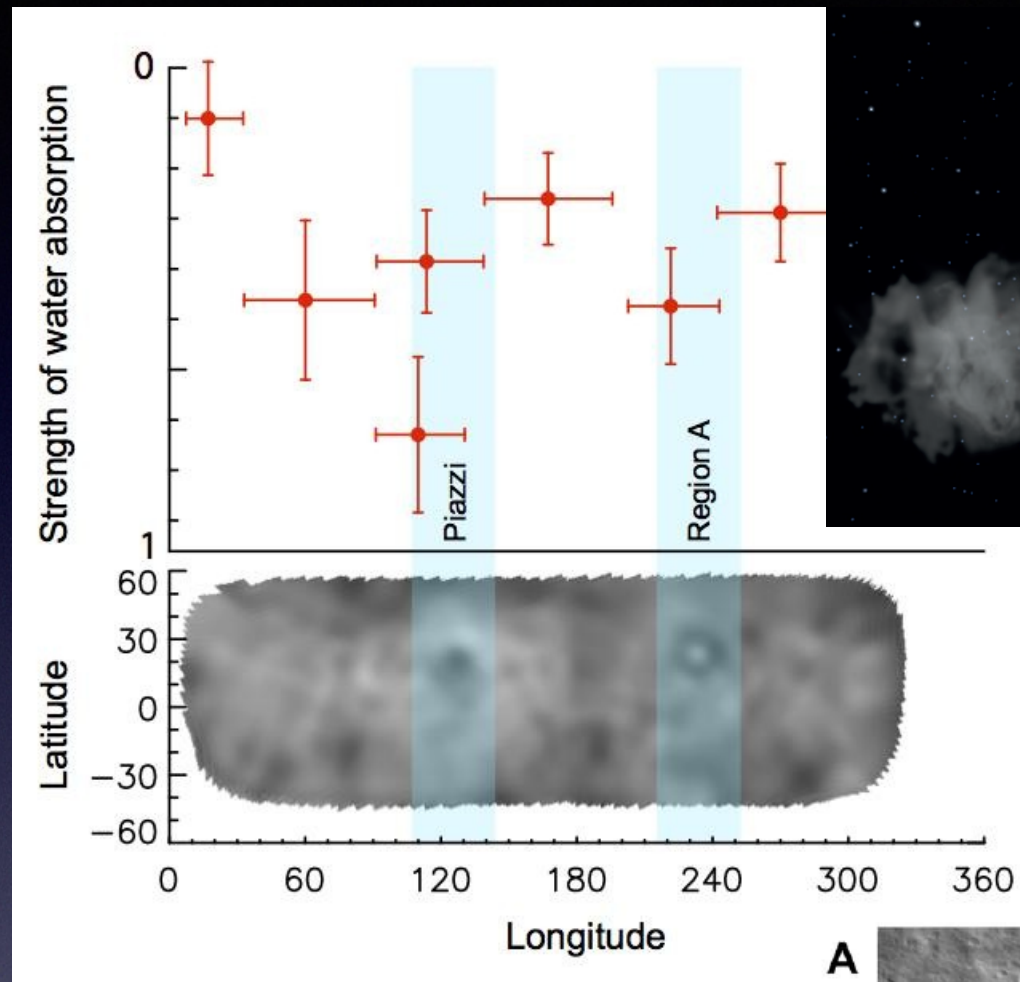 0
Strength of water absorption
Piazzi
Region A
1
60
30
0
−30
−60
Latitude
0 60 120 180 240 300 360
Longitude
A